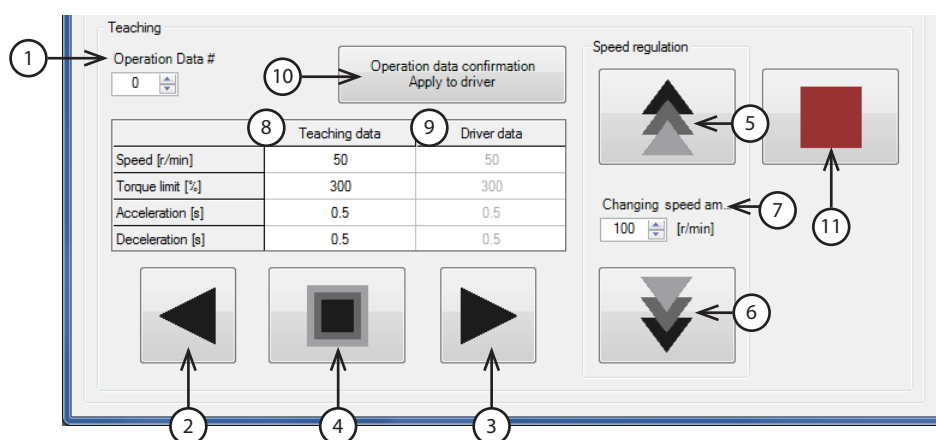 Teaching
1
Operation Data #
0
10
Operation data confirmation
Apply to driver
Speed regulation
5
11
8 Teaching data 9 Driver data
Speed [r/min] 50 50
Torque limit [%] 300 300
Acceleration [s] 0.5 0.5
Deceleration [s] 0.5 0.5
Changing speed am...
7
100 [r/min]
6
2
4
3